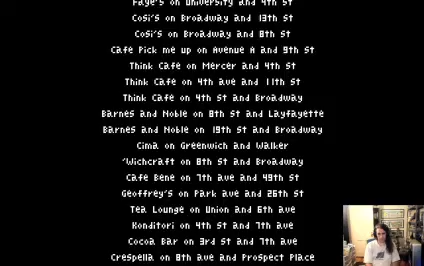 Faye's on University and 4th St
Cosi's on Broadway and 13th St
Cosi's on Broadway and 8th St
Cafe Pick me up on Avenue A and 9th St
Think Cafe on Mercer and 4th St
Think Cafe on 4th ave and 11th St
Think Cafe on 4th St and Broadway
Barnes and Noble on 8th St and Layfayette
Barnes and Noble on 19th St and Broadway
Cima on Greenwich and Walker
'Wichcraft on 8th St and Broadway
Cafe Bene on 7th ave and 49th St
Geoffrey's on Park ave and 26th St
Tea Lounge on Union and 6th ave
Konditori on 4th St and 7th ave
Cocoa Bar on 3rd St and 7th ave
Crespella on 8th ave and Prospect Place